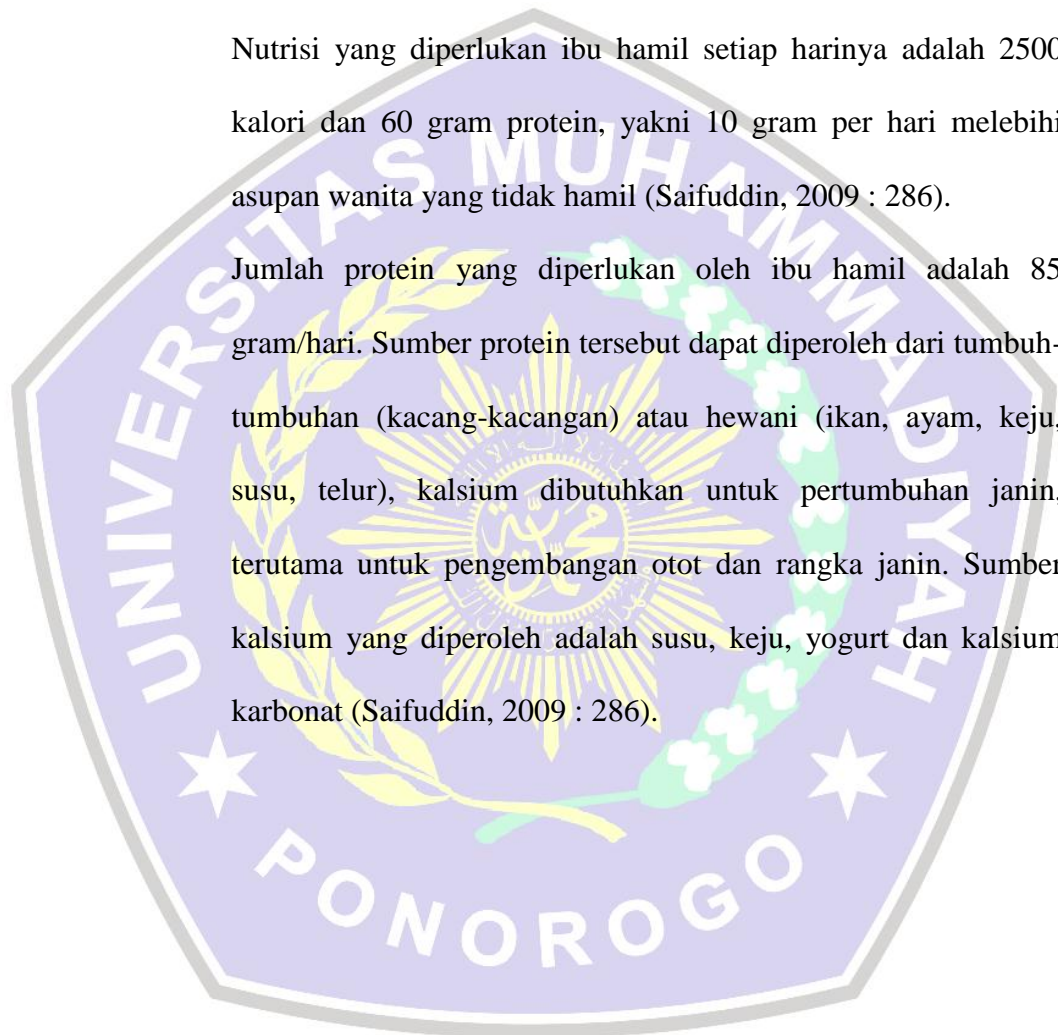 Nutrisi yang diperlukan ibu hamil setiap harinya adalah 2500
kalori dan 60 gram protein, yakni 10 gram per hari melebihi
asupan wanita yang tidak hamil (Saifuddin, 2009 : 286).
Jumlah protein yang diperlukan oleh ibu hamil adalah 85
gram/hari. Sumber protein tersebut dapat diperoleh dari tumbuh-
tumbuhan (kacang-kacangan) atau hewani (ikan, ayam, keju,
susu, telur), kalsium dibutuhkan untuk pertumbuhan janin,
terutama untuk pengembangan otot dan rangka janin. Sumber
kalsium yang diperoleh adalah susu, keju, yogurt dan kalsium
karbonat (Saifuddin, 2009 : 286).
UNIVERSITAS MUHAMMADIYAH
PONOROGO